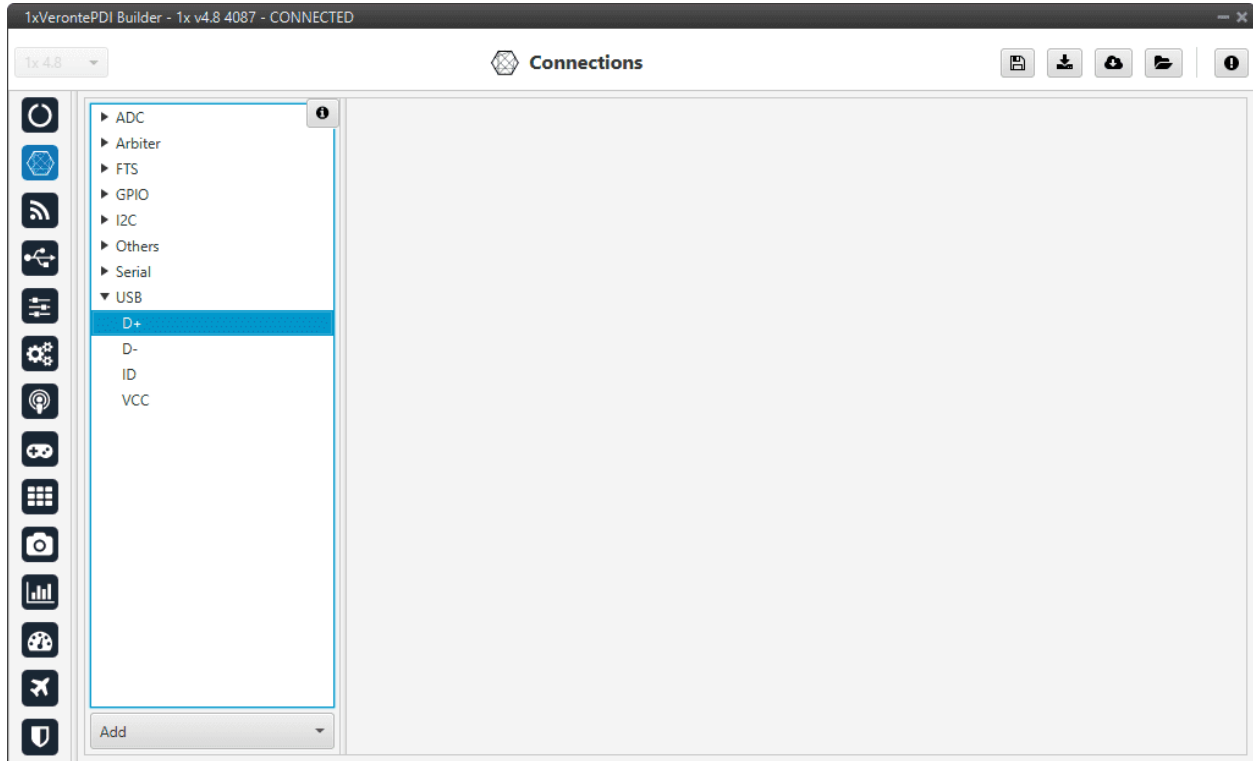 1xVerontePDI Builder - 1x v4.8 4087 - CONNECTED
1x 4.8
Connections
ADC
Arbiter
FTS
GPIO
I2C
Others
Serial
USB
D+
D-
ID
VCC
Add